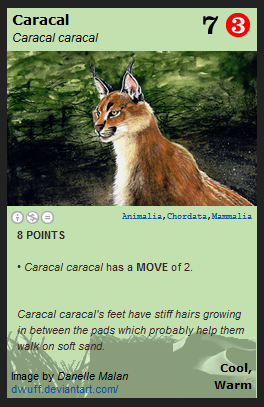 Caracal
Caracal caracal
7 3
Animalia,Chordata,Mammalia
8 POINTS
• Caracal caracal has a MOVE of 2.
Caracal caracal's feet have stiff hairs growing
in between the pads which probably help them
walk on soft sand.
Cool,
Warm
Image by Danelle Malan
dwuff.deviantart.com/